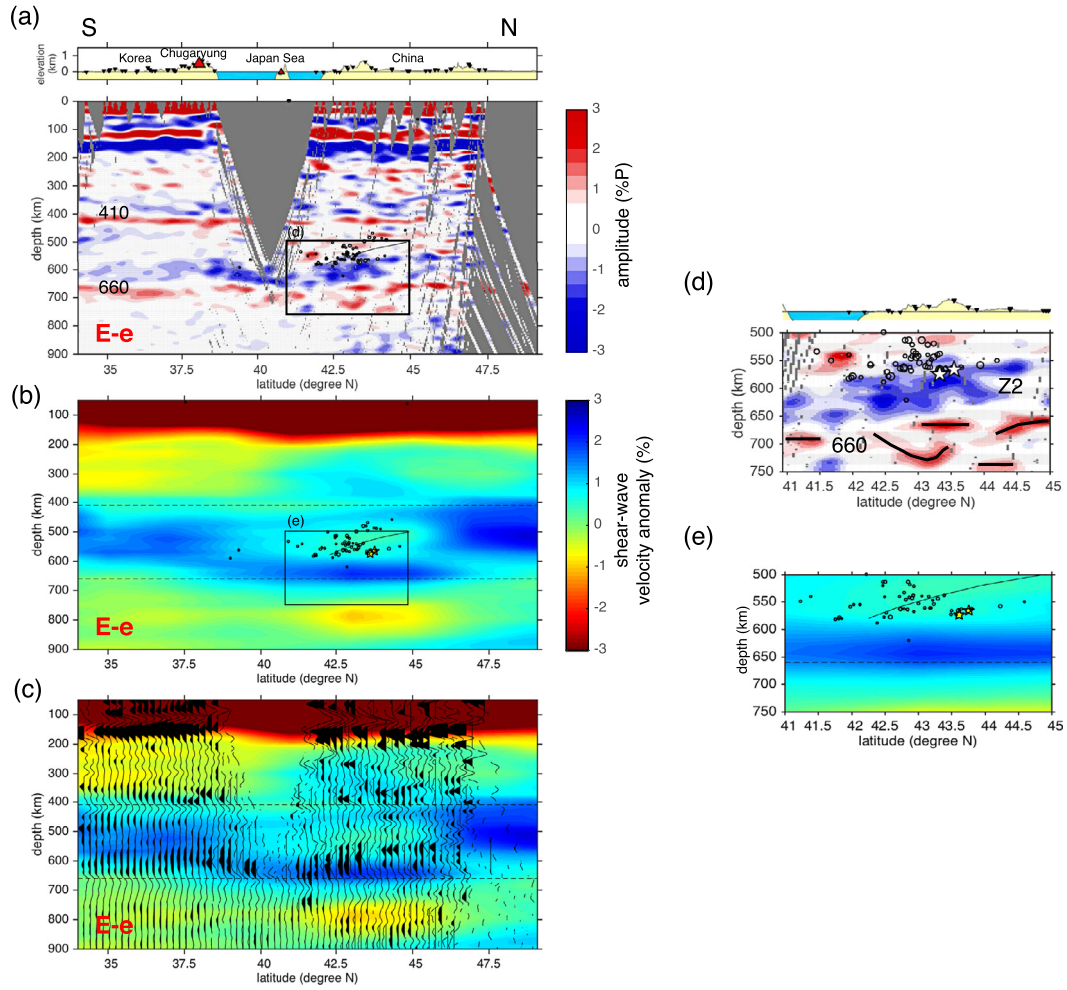 (a)
S
N
elevation
(km)
1
0
Korea
Chugaryung
Japan Sea
China
0
100
200
300
400
500
600
700
800
900
depth (km)
410
660
(d)
E-e
35
37.5
40
42.5
45
47.5
latitude (degree N)
3
2
1
0
-1
-2
-3
amplitude (%P)
(b)
100
200
300
400
500
600
700
800
900
depth (km)
(e)
E-e
35
37.5
40
42.5
45
47.5
latitude (degree N)
3
2
1
0
-1
-2
-3
shear-wave
velocity anomaly (%)
(c)
100
200
300
400
500
600
700
800
900
depth (km)
E-e
35
37.5
40
42.5
45
47.5
latitude (degree N)
(d)
500
550
600
650
700
750
depth (km)
Z2
660
41
41.5
42
42.5
43
43.5
44
44.5
45
latitude (degree N)
(e)
500
550
600
650
700
750
depth (km)
41
41.5
42
42.5
43
43.5
44
44.5
45
latitude (degree N)